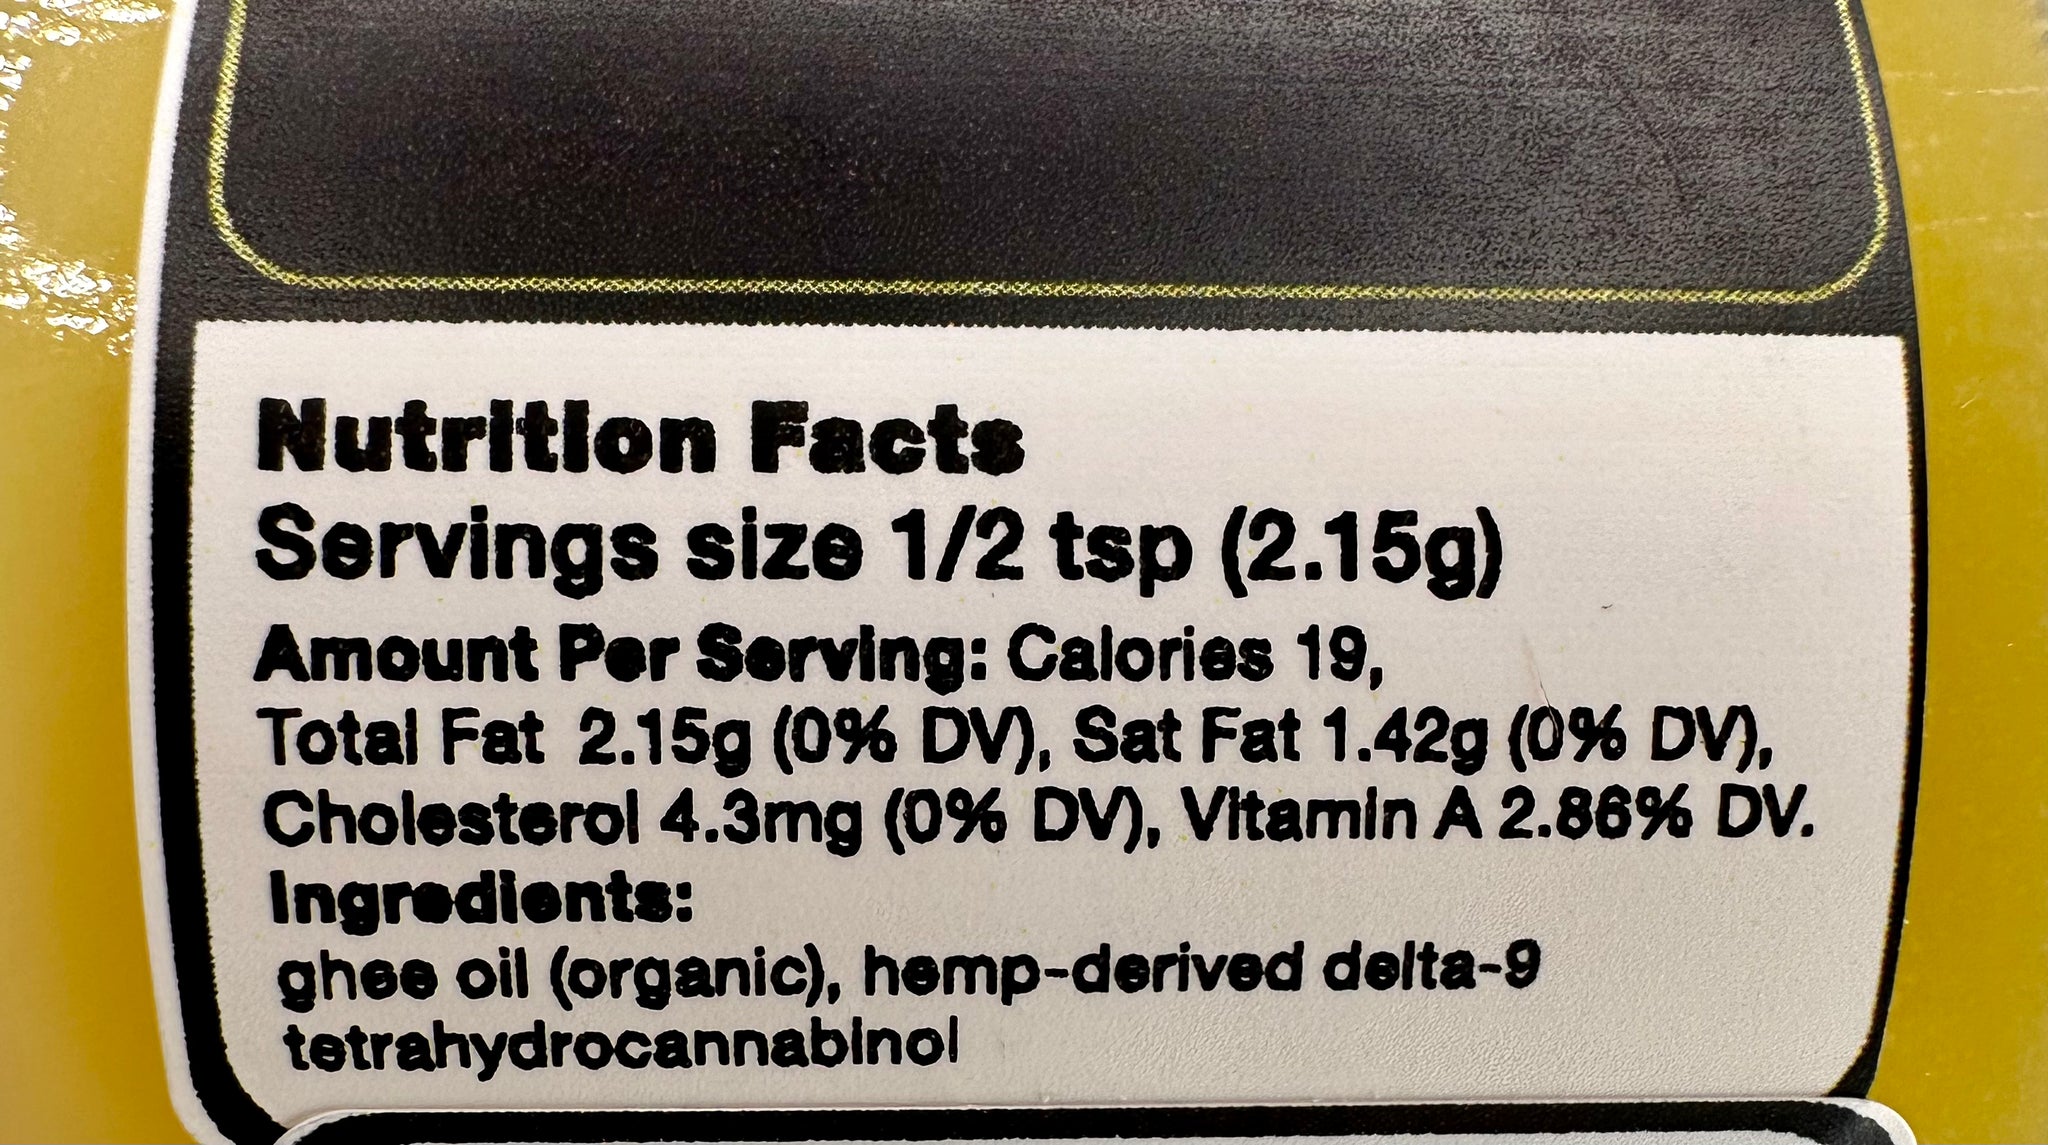 Nutrition Facts
Servings size 1/2 tsp (2.15g)
Amount Per Serving: Calories 19,
Total Fat 2.15g (0% DV), Sat Fat 1.42g (0% DV),
Cholesterol 4.3mg (0% DV), Vitamin A 2.86% DV.
Ingredients:
ghee oil (organic), hemp-derived delta-9
tetrahydrocannabinol